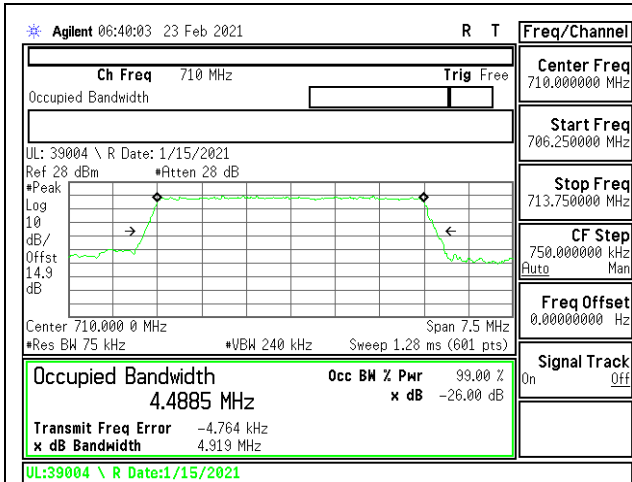 Agilent 06:40:03 23 Feb 2021 R T
Freq/Channel
Ch Freq 710 MHz Trig Free
Occupied Bandwidth
Center Freq
710.000000 MHz
Start Freq
706.250000 MHz
Stop Freq
713.750000 MHz
CF Step
750.000000 kHz
Auto Man
Freq Offset
0.00000000 Hz
Signal Track
On Off
UL: 39004 \ R Date: 1/15/2021
Ref 28 dBm #Atten 28 dB
#Peak
Log
10
dB/
Offst
14.9
dB
Center 710.000 0 MHz Span 7.5 MHz
#Res BW 75 kHz #VBW 240 kHz Sweep 1.28 ms (601 pts)
Occupied Bandwidth Occ BW % Pwr 99.00 %
4.4885 MHz x dB -26.00 dB
Transmit Freq Error -4.764 kHz
x dB Bandwidth 4.919 MHz
UL:39004 \ R Date:1/15/2021